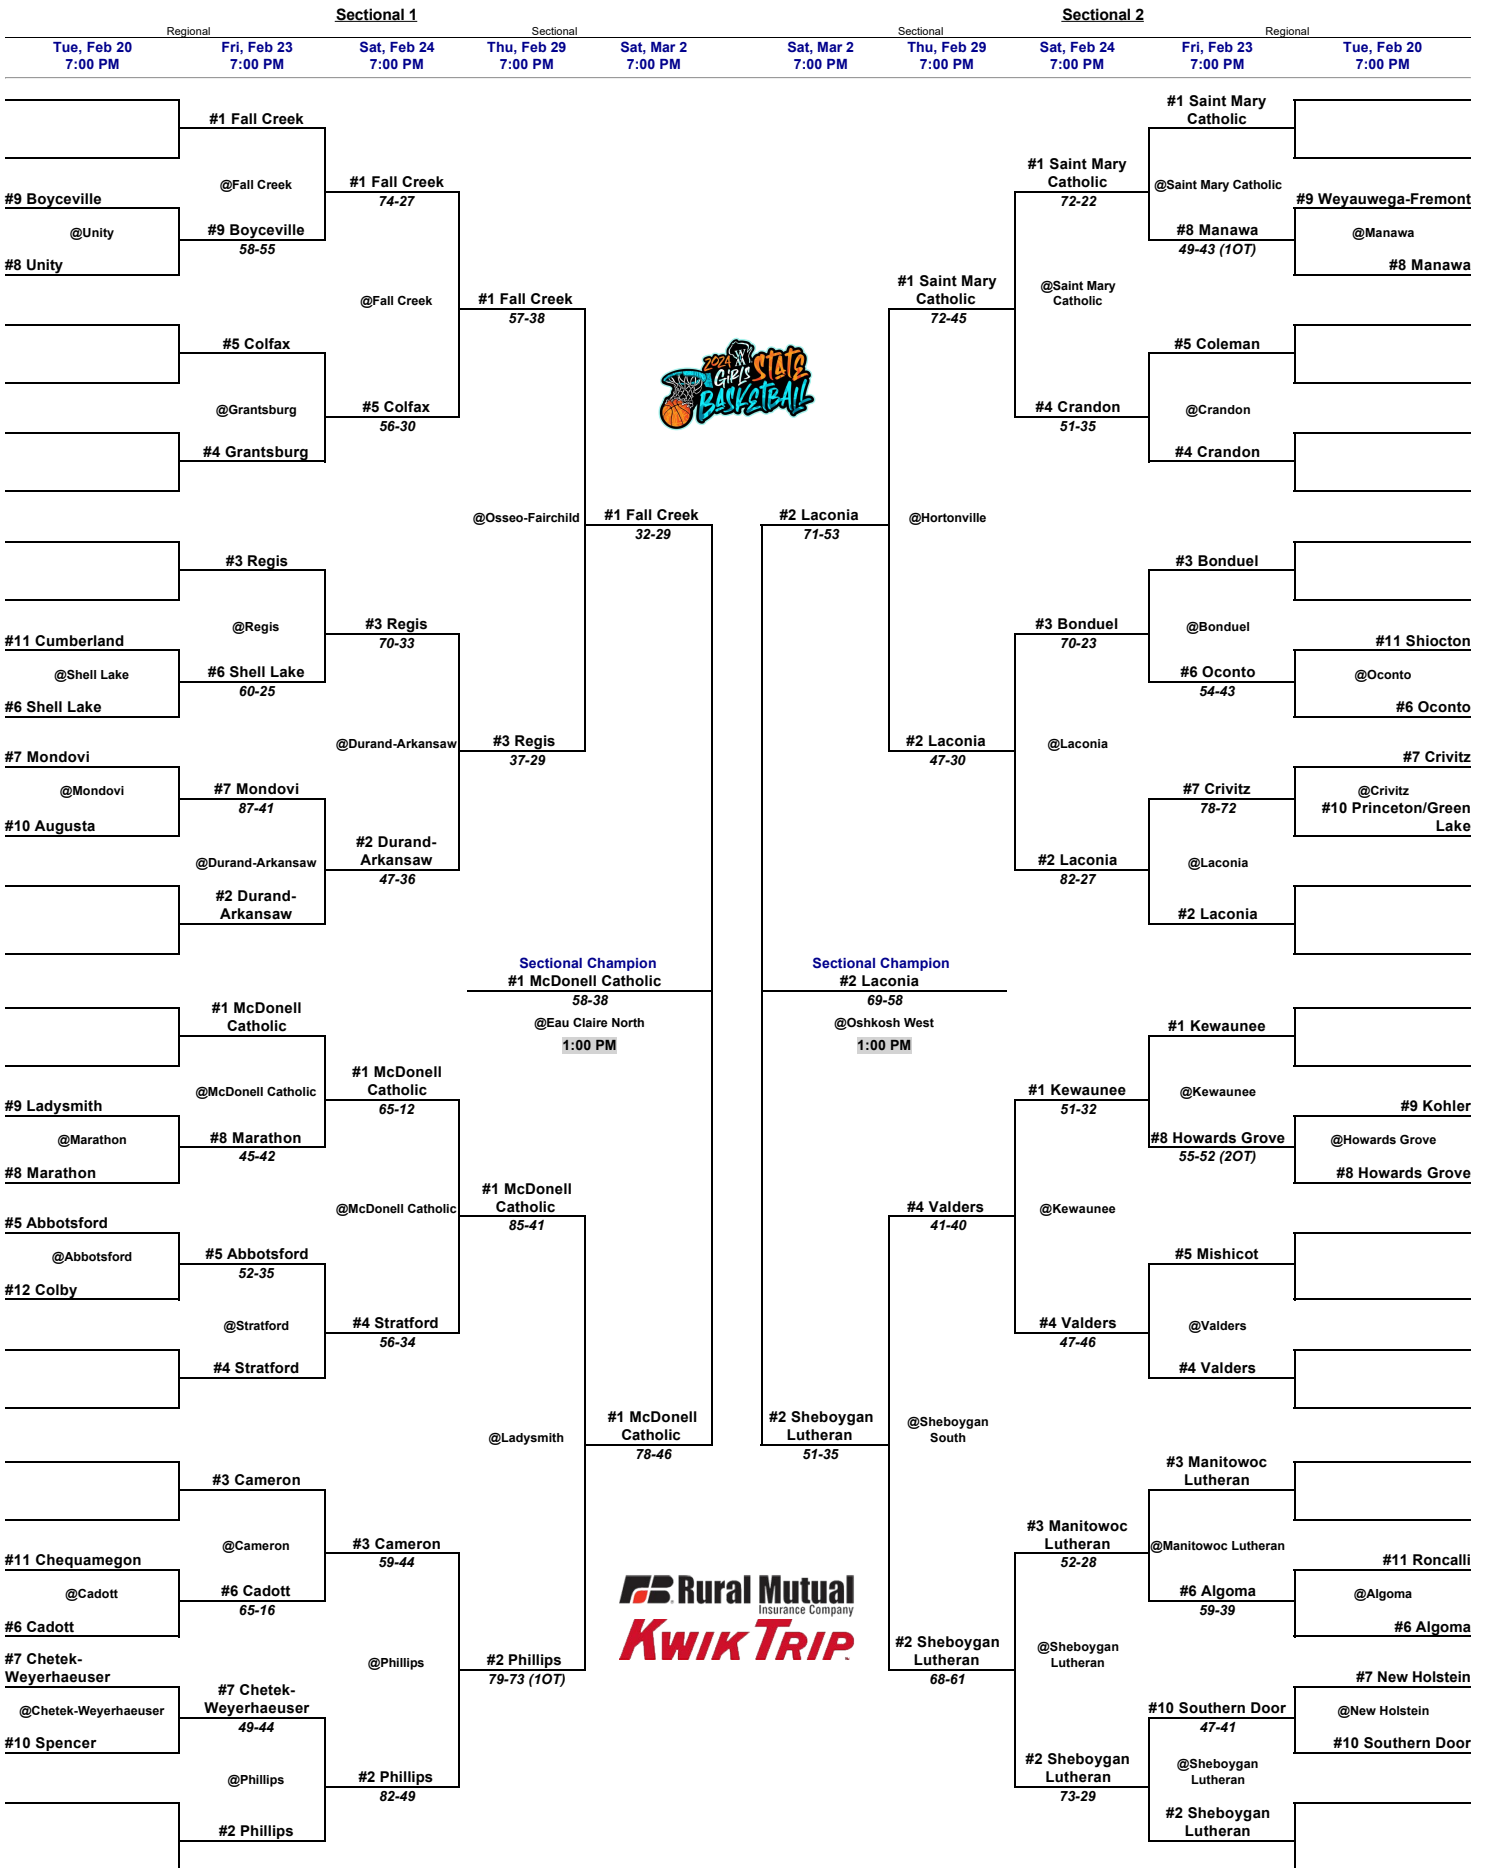 Sectional 1
Sectional 2
Regional
Sectional
Sectional
Regional
Tue, Feb 20
7:00 PM
Fri, Feb 23
7:00 PM
Sat, Feb 24
7:00 PM
Thu, Feb 29
7:00 PM
Sat, Mar 2
7:00 PM
Sat, Mar 2
7:00 PM
Thu, Feb 29
7:00 PM
Sat, Feb 24
7:00 PM
Fri, Feb 23
7:00 PM
Tue, Feb 20
7:00 PM
#9 Boyceville
@Unity
#8 Unity
#11 Cumberland
@Shell Lake
#6 Shell Lake
#7 Mondovi
@Mondovi
#10 Augusta
#9 Ladysmith
@Marathon
#8 Marathon
#5 Abbotsford
@Abbotsford
#12 Colby
#11 Chequamegon
@Cadott
#6 Cadott
#7 Chetek-
Weyerhaeuser
@Chetek-Weyerhaeuser
#10 Spencer
#1 Fall Creek
@Fall Creek
#9 Boyceville
58-55
#5 Colfax
@Grantsburg
#4 Grantsburg
#3 Regis
@Regis
#6 Shell Lake
60-25
#7 Mondovi
87-41
@Durand-Arkansaw
#2 Durand-
Arkansaw
#1 McDonell
Catholic
@McDonell Catholic
#8 Marathon
45-42
#5 Abbotsford
52-35
@Stratford
#4 Stratford
#3 Cameron
@Cameron
#6 Cadott
65-16
#7 Chetek-
Weyerhaeuser
49-44
@Phillips
#2 Phillips
#1 Fall Creek
74-27
@Fall Creek
#5 Colfax
56-30
#3 Regis
70-33
@Durand-Arkansaw
#2 Durand-
Arkansaw
47-36
#1 McDonell
Catholic
65-12
@McDonell Catholic
#4 Stratford
56-34
#3 Cameron
59-44
@Phillips
#2 Phillips
82-49
#1 Fall Creek
57-38
@Osseo-Fairchild
#3 Regis
37-29
#1 McDonell
Catholic
85-41
@Ladysmith
#2 Phillips
79-73 (1OT)
#1 Fall Creek
32-29
Sectional Champion
#1 McDonell Catholic
58-38
@Eau Claire North
1:00 PM
#1 McDonell
Catholic
78-46
2024
GIRLS STATE
BASKETBALL
Rural Mutual
Insurance Company
KWIK TRIP
#2 Laconia
71-53
Sectional Champion
#2 Laconia
69-58
@Oshkosh West
1:00 PM
#2 Sheboygan
Lutheran
51-35
#1 Saint Mary
Catholic
72-45
@Hortonville
#2 Laconia
47-30
#4 Valders
41-40
@Sheboygan
South
#2 Sheboygan
Lutheran
68-61
#1 Saint Mary
Catholic
72-22
@Saint Mary
Catholic
#4 Crandon
51-35
#3 Bonduel
70-23
@Laconia
#2 Laconia
82-27
#1 Kewaunee
51-32
@Kewaunee
#4 Valders
47-46
#3 Manitowoc
Lutheran
52-28
@Sheboygan
Lutheran
#2 Sheboygan
Lutheran
73-29
#1 Saint Mary
Catholic
@Saint Mary Catholic
#8 Manawa
49-43 (1OT)
#5 Coleman
@Crandon
#4 Crandon
#3 Bonduel
@Bonduel
#6 Oconto
54-43
#7 Crivitz
78-72
@Laconia
#2 Laconia
#1 Kewaunee
@Kewaunee
#8 Howards Grove
55-52 (2OT)
#5 Mishicot
@Valders
#4 Valders
#3 Manitowoc
Lutheran
@Manitowoc Lutheran
#6 Algoma
59-39
#10 Southern Door
47-41
@Sheboygan
Lutheran
#2 Sheboygan
Lutheran
#9 Weyauwega-Fremont
@Manawa
#8 Manawa
#11 Shiocton
@Oconto
#6 Oconto
#7 Crivitz
@Crivitz
#10 Princeton/Green
Lake
#9 Kohler
@Howards Grove
#8 Howards Grove
#11 Roncalli
@Algoma
#6 Algoma
#7 New Holstein
@New Holstein
#10 Southern Door